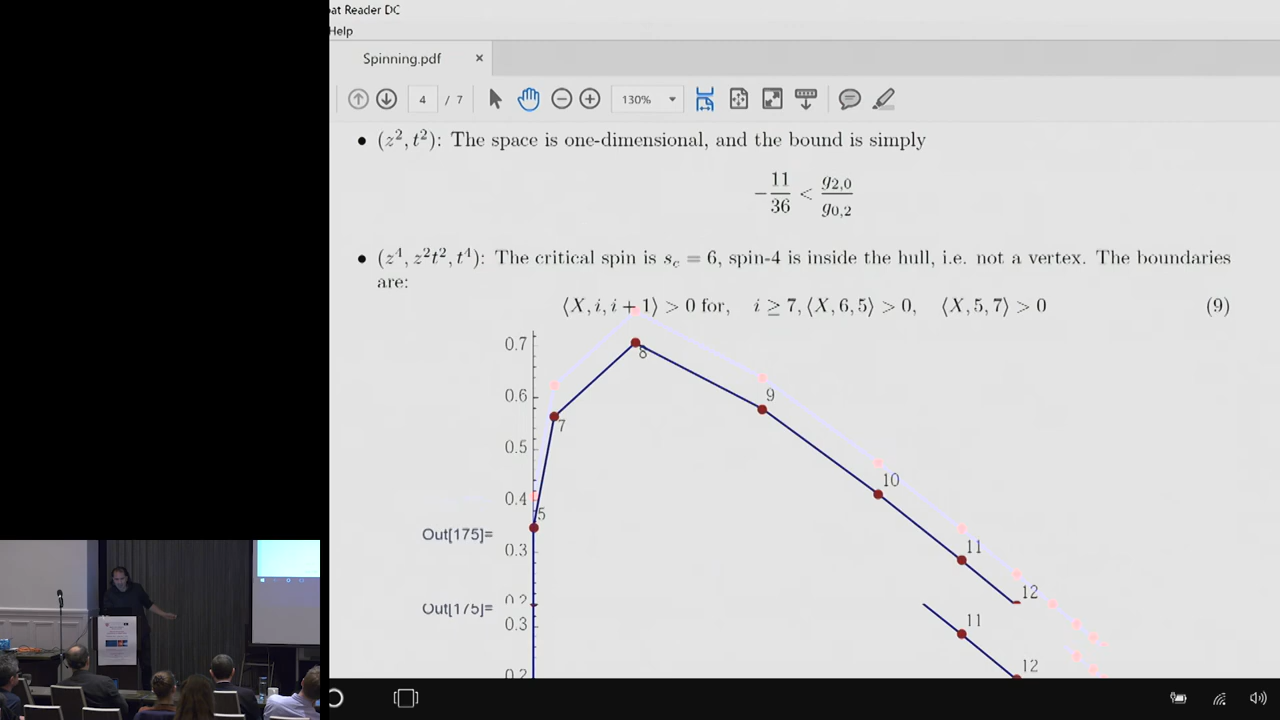 at Reader DC
Help
Spinning.pdf ×
4 / 7 130%
• (z², t²): The space is one-dimensional, and the bound is simply
−11/36 < g₂,₀/g₀,₂
• (z⁴, z²t², t⁴): The critical spin is s_c = 6, spin-4 is inside the hull, i.e. not a vertex. The boundaries
are:
⟨X, i, i + 1⟩ > 0 for, i ≥ 7, ⟨X, 6, 5⟩ > 0, ⟨X, 5, 7⟩ > 0 (9)
0.7
8
0.6
9
7
0.5
10
0.4
5
Out[175]=
11
0.3
12
0.2
Out[175]=
11
0.3
12
0.2